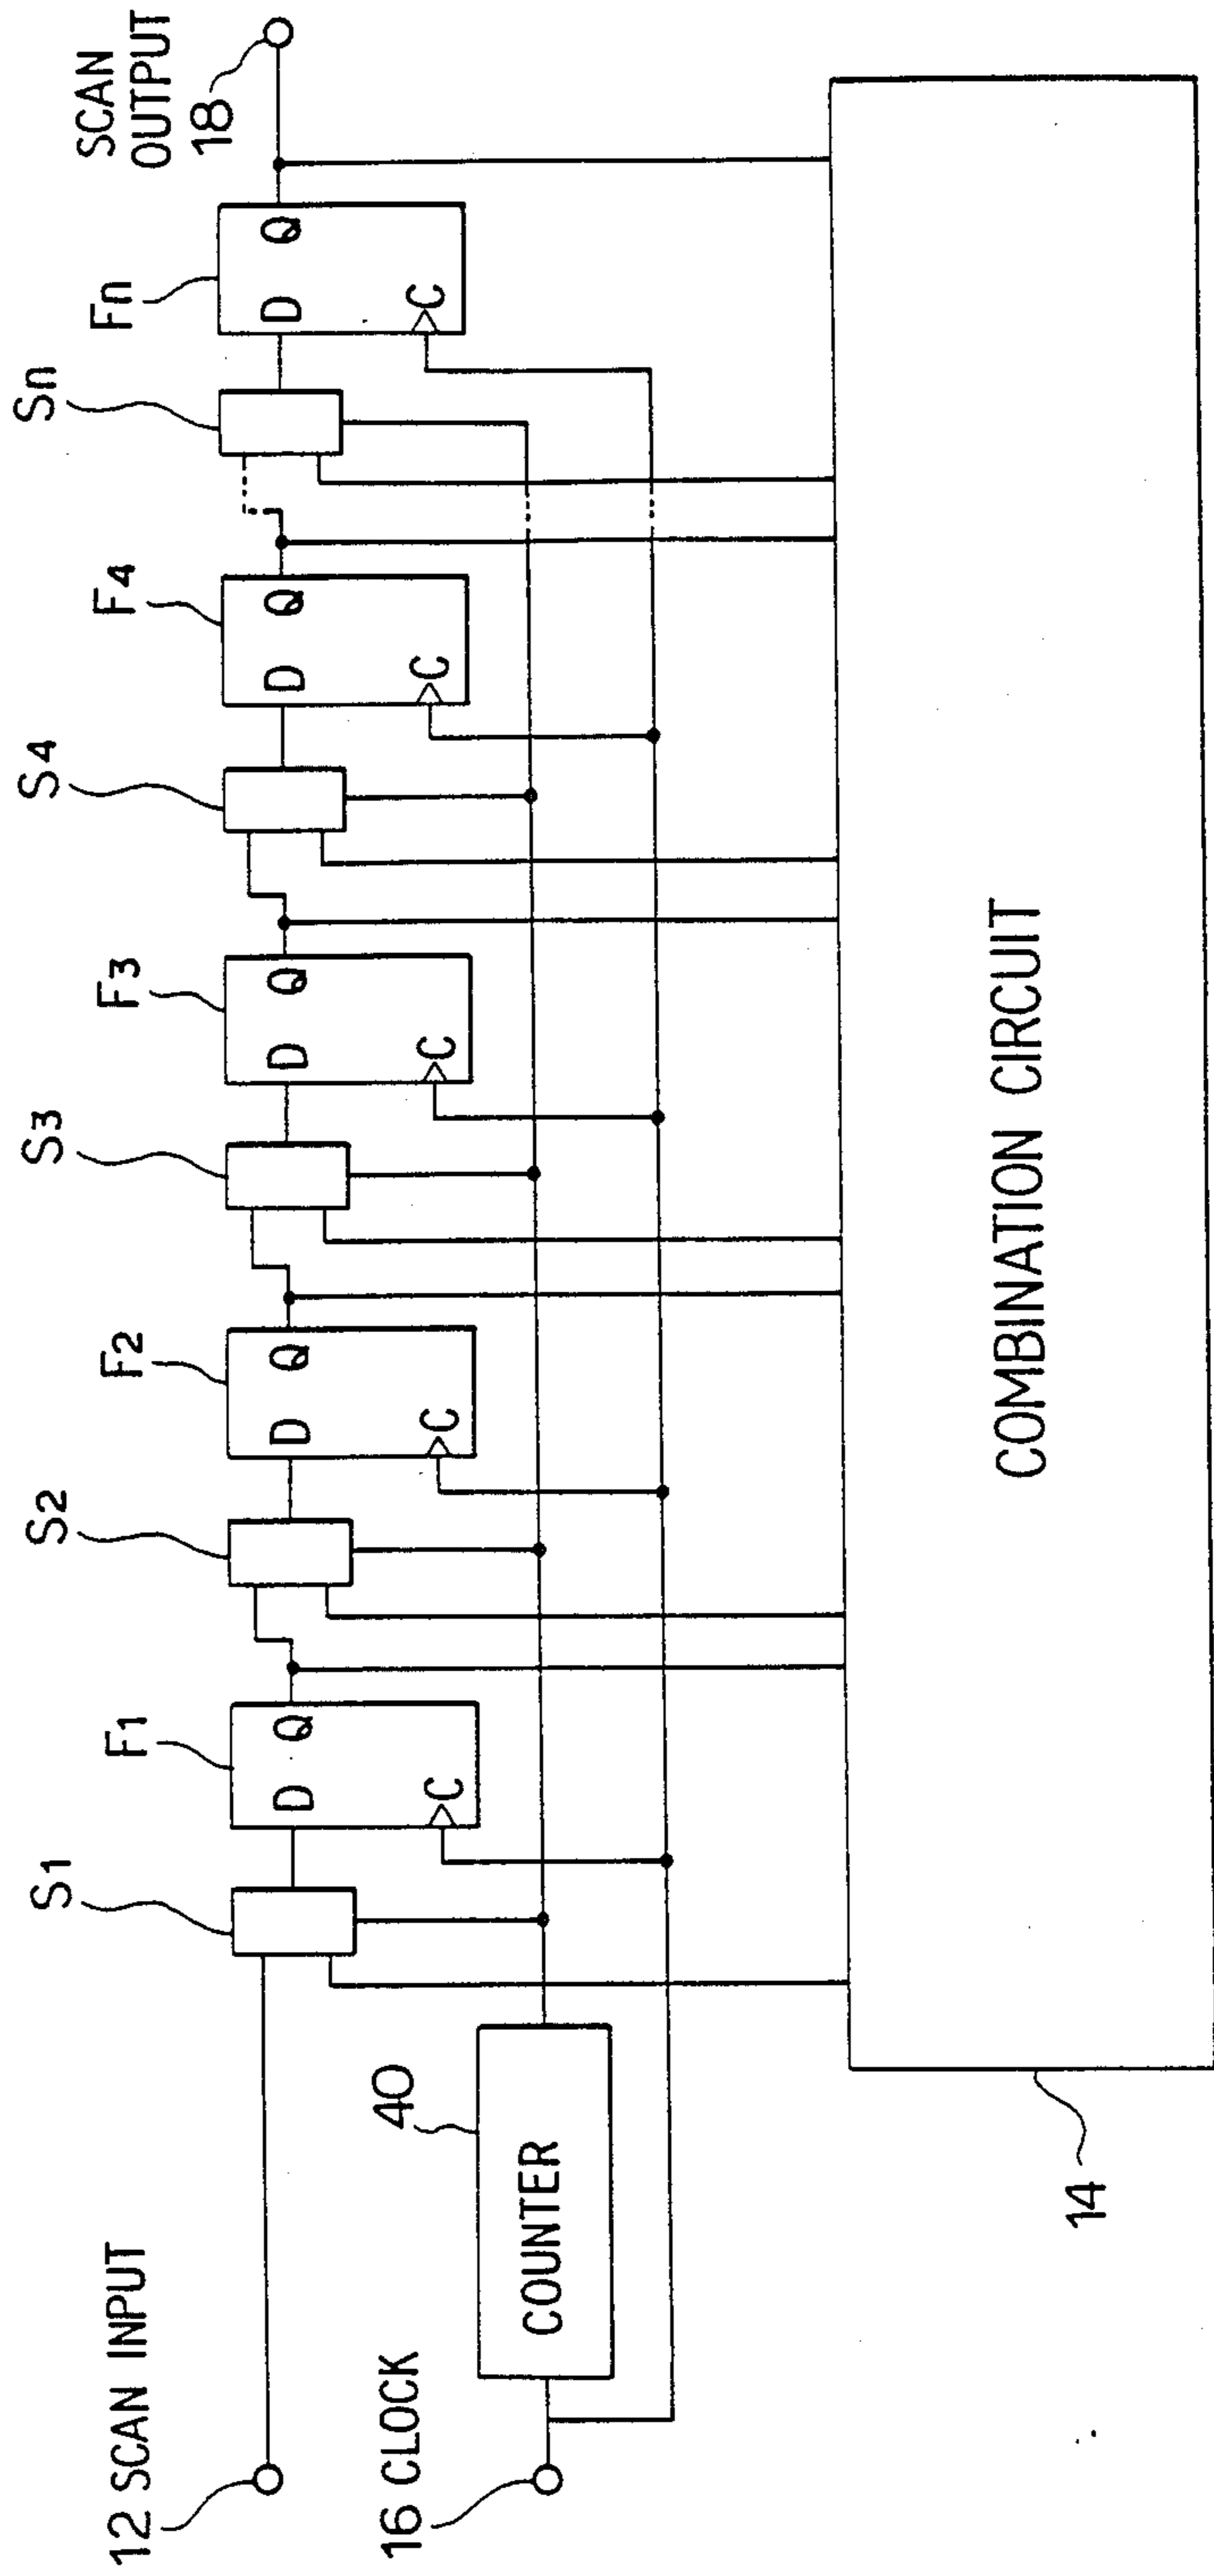 SCAN
OUTPUT
18
Sn
Fn
D
Q
C
S4
F4
D
Q
C
S3
F3
D
Q
C
S2
F2
D
Q
C
S1
F1
D
Q
C
12 SCAN INPUT
40
COUNTER
16 CLOCK
COMBINATION CIRCUIT
14